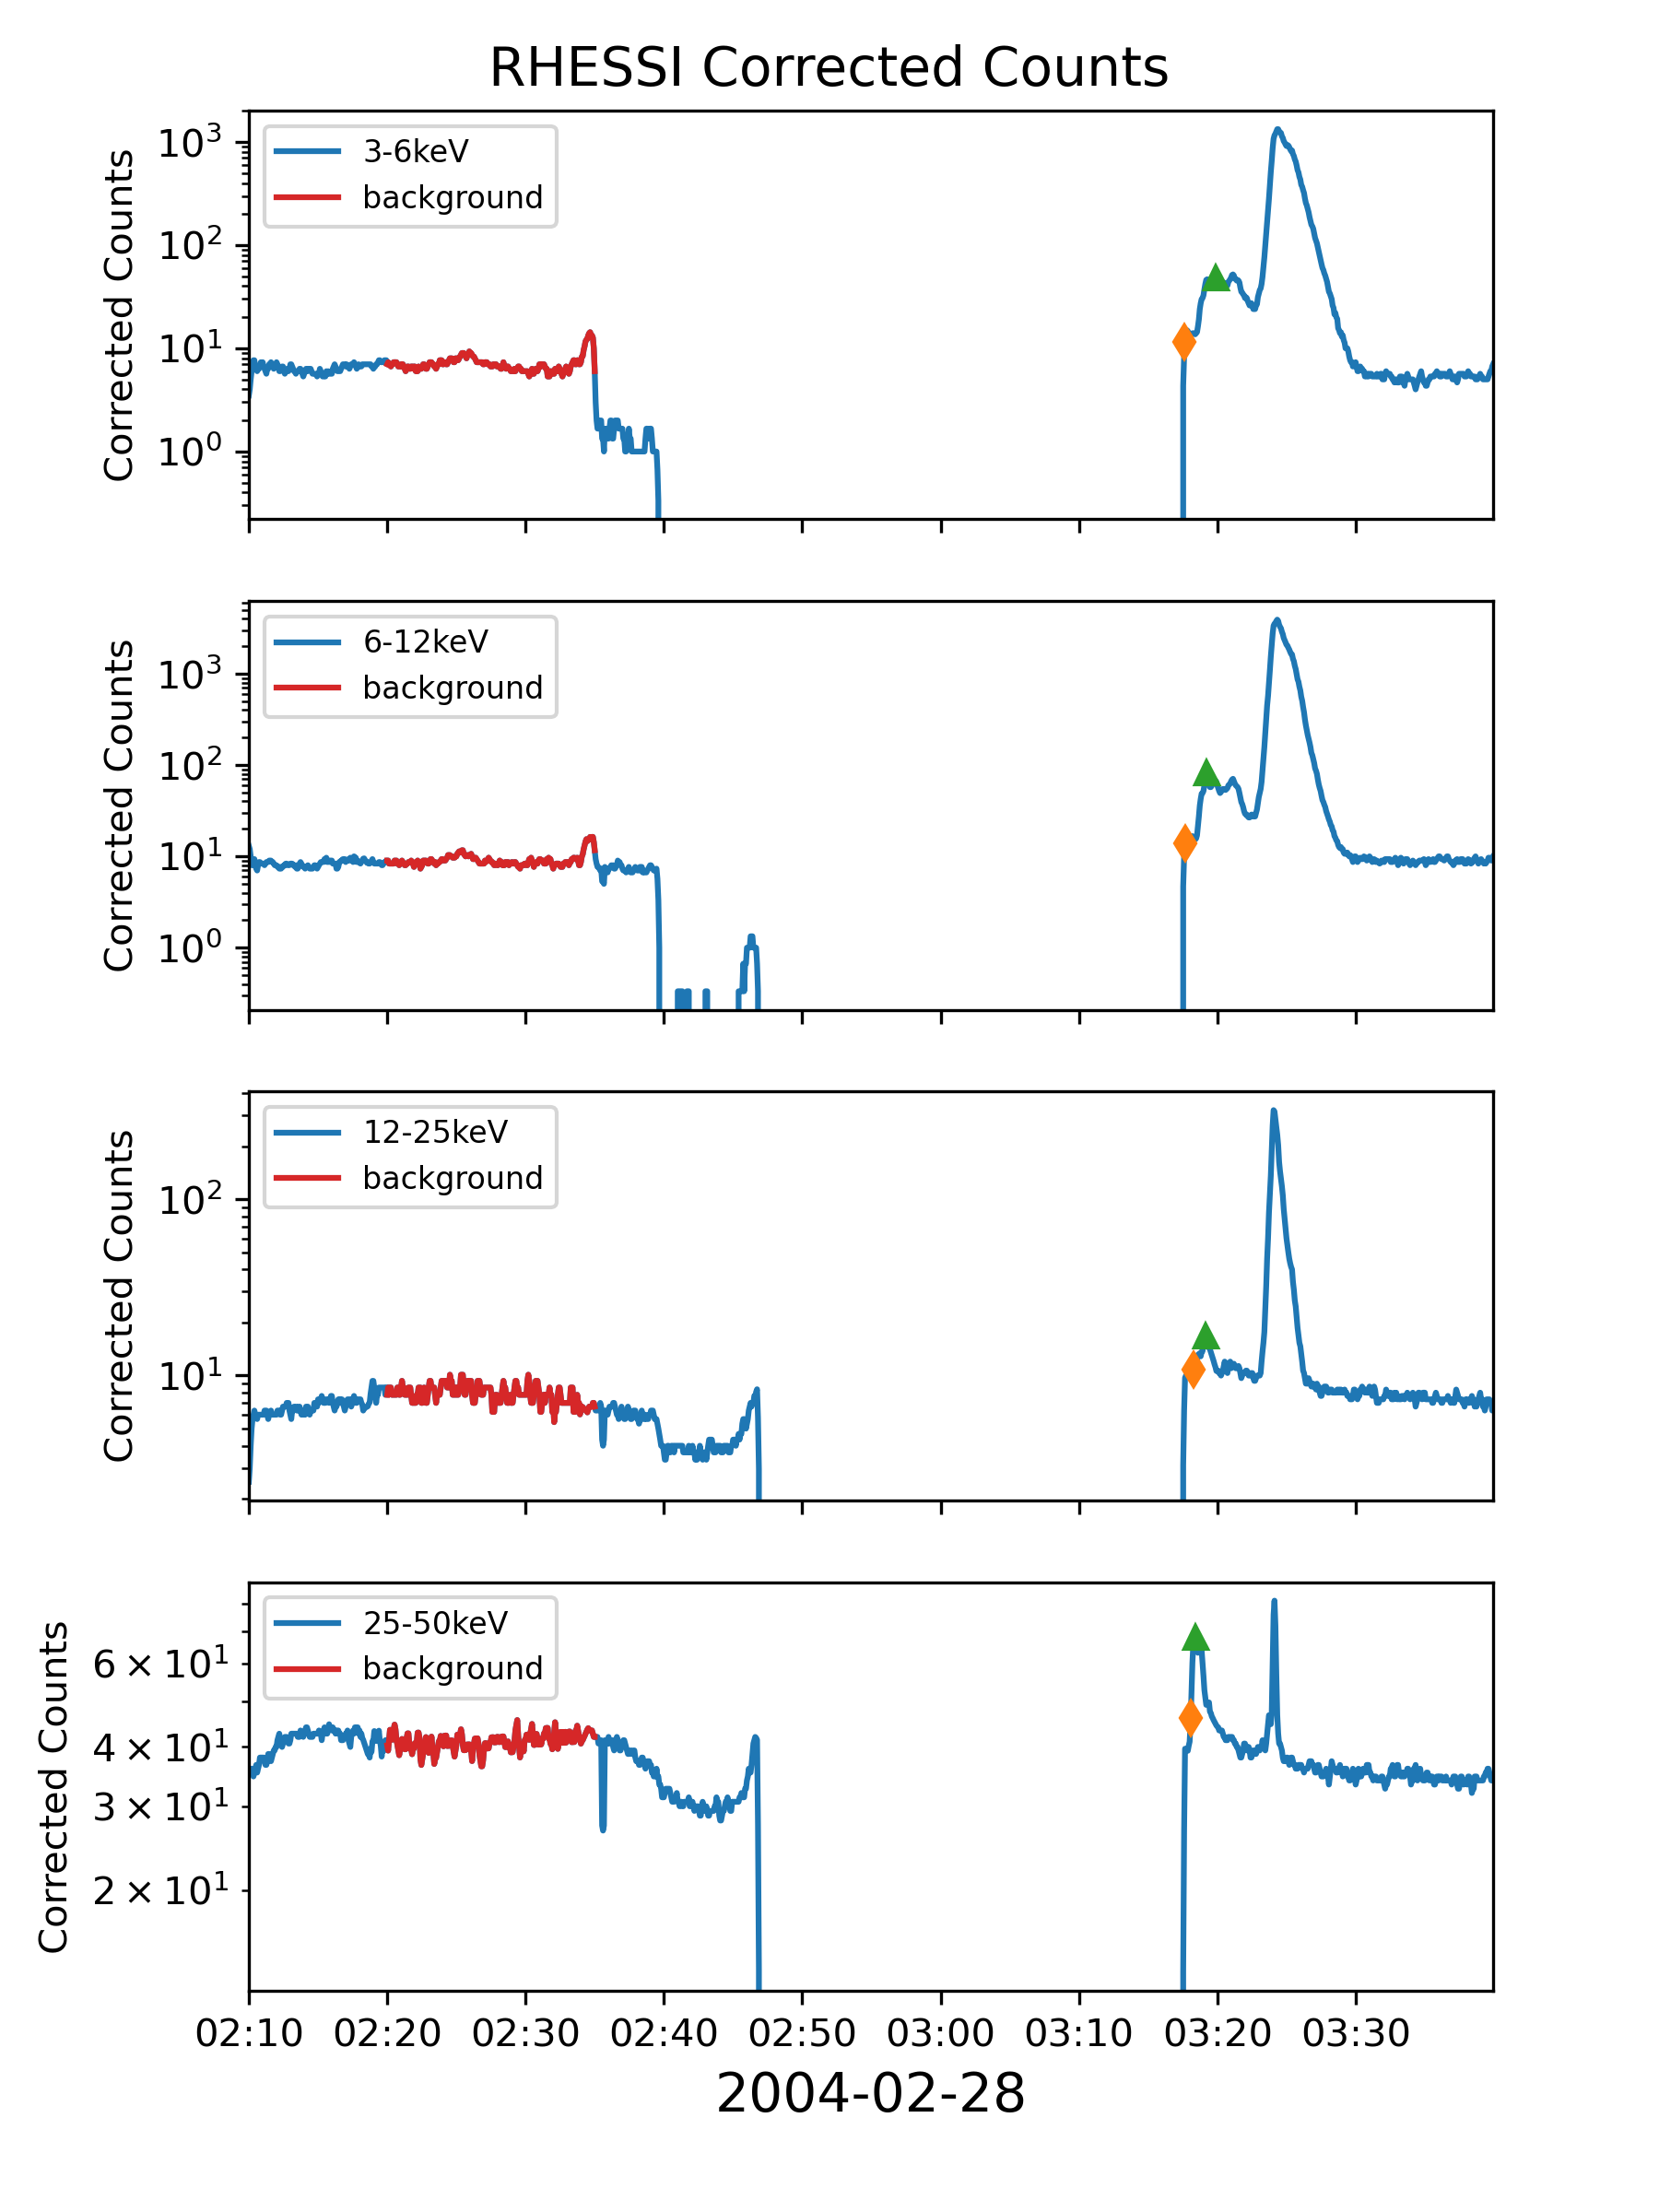 RHESSI Corrected Counts
Corrected Counts
10³
10²
10¹
10⁰
3-6keV
background
Corrected Counts
10³
10²
10¹
10⁰
6-12keV
background
Corrected Counts
10²
10¹
12-25keV
background
Corrected Counts
6×10¹
4×10¹
3×10¹
2×10¹
25-50keV
background
02:10 02:20 02:30 02:40 02:50 03:00 03:10 03:20 03:30
2004-02-28